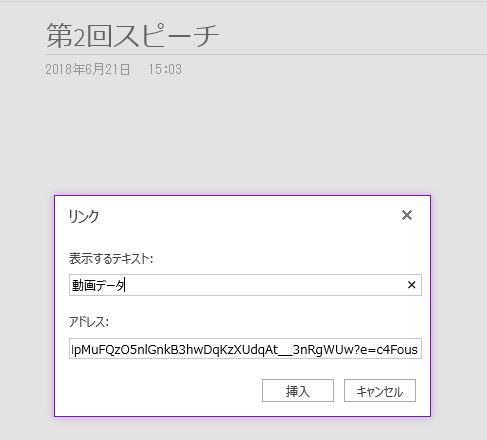 第2回スピーチ
2018年6月21日 15:03
リンク
表示するテキスト:
動画データ
アドレス:
IpMuFQzO5nlGnkB3hwDqKzXUdqAt__3nRgWUw?e=c4Fous
挿入
キャンセル